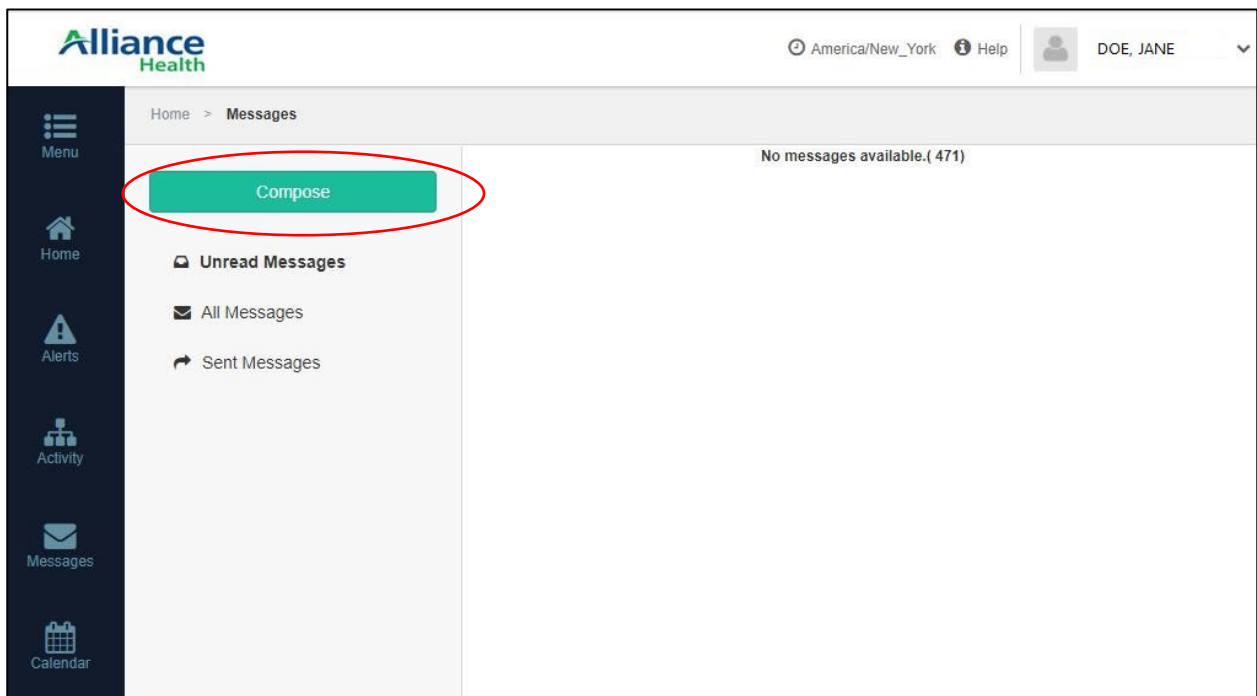 Alliance
Health
America/New_York Help DOE, JANE
Menu
Home > Messages
No messages available.( 471)
Compose
Home
Unread Messages
All Messages
Alerts
Sent Messages
Activity
Messages
Calendar